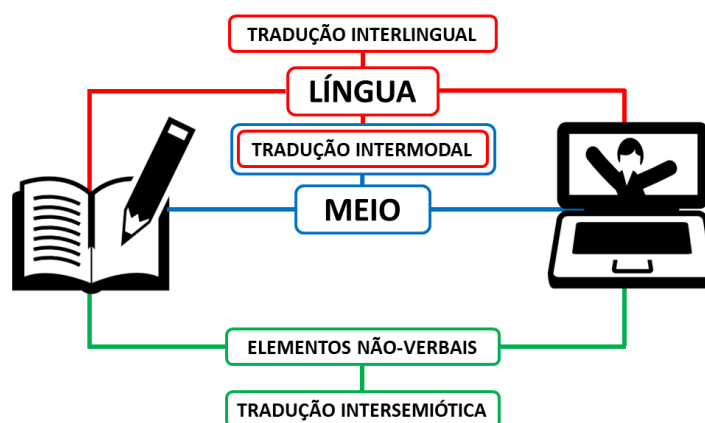 TRADUÇÃO INTERLINGUAL
LÍNGUA
TRADUÇÃO INTERMODAL
MEIO
ELEMENTOS NÃO-VERBAIS
TRADUÇÃO INTERSEMIÓTICA